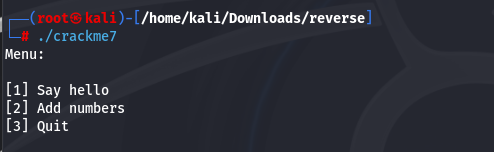 (root㉿kali)-[/home/kali/Downloads/reverse]
# ./crackme7
Menu:
[1] Say hello
[2] Add numbers
[3] Quit